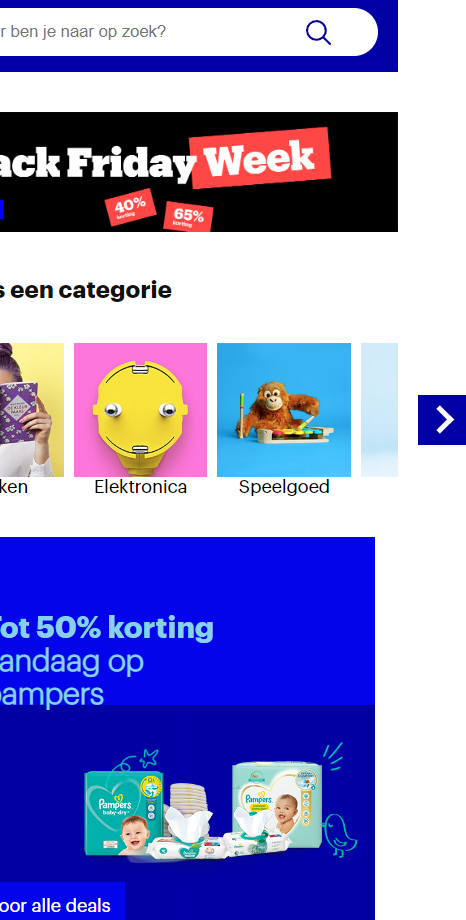 r ben je naar op zoek?
ack Friday Week
40%
korting
65%
korting
s een categorie
ken
Elektronica
Speelgoed
Tot 50% korting
andaag op
pampers
Pampers
baby-dry
Pampers
oor alle deals